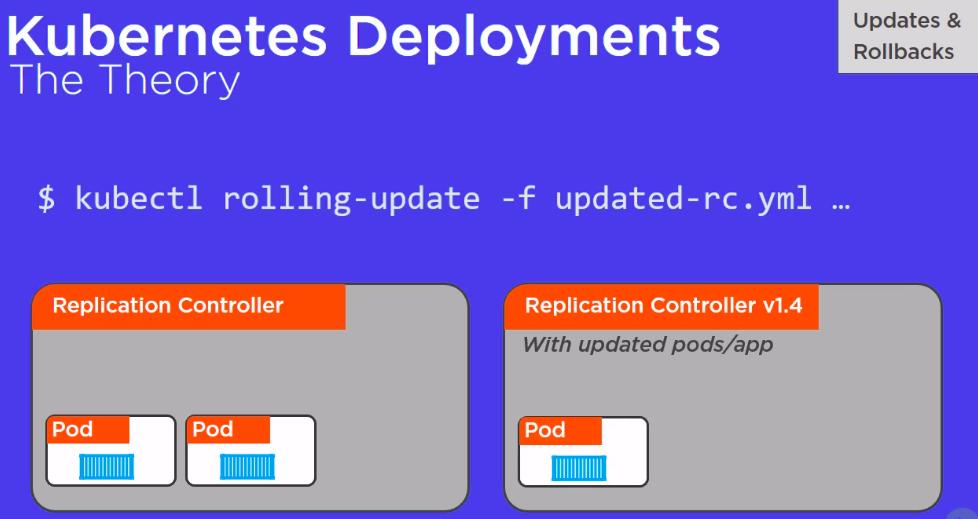 Kubernetes Deployments
The Theory
Updates &
Rollbacks
$ kubectl rolling-update -f updated-rc.yml …
Replication Controller
Pod
Pod
Replication Controller v1.4
With updated pods/app
Pod